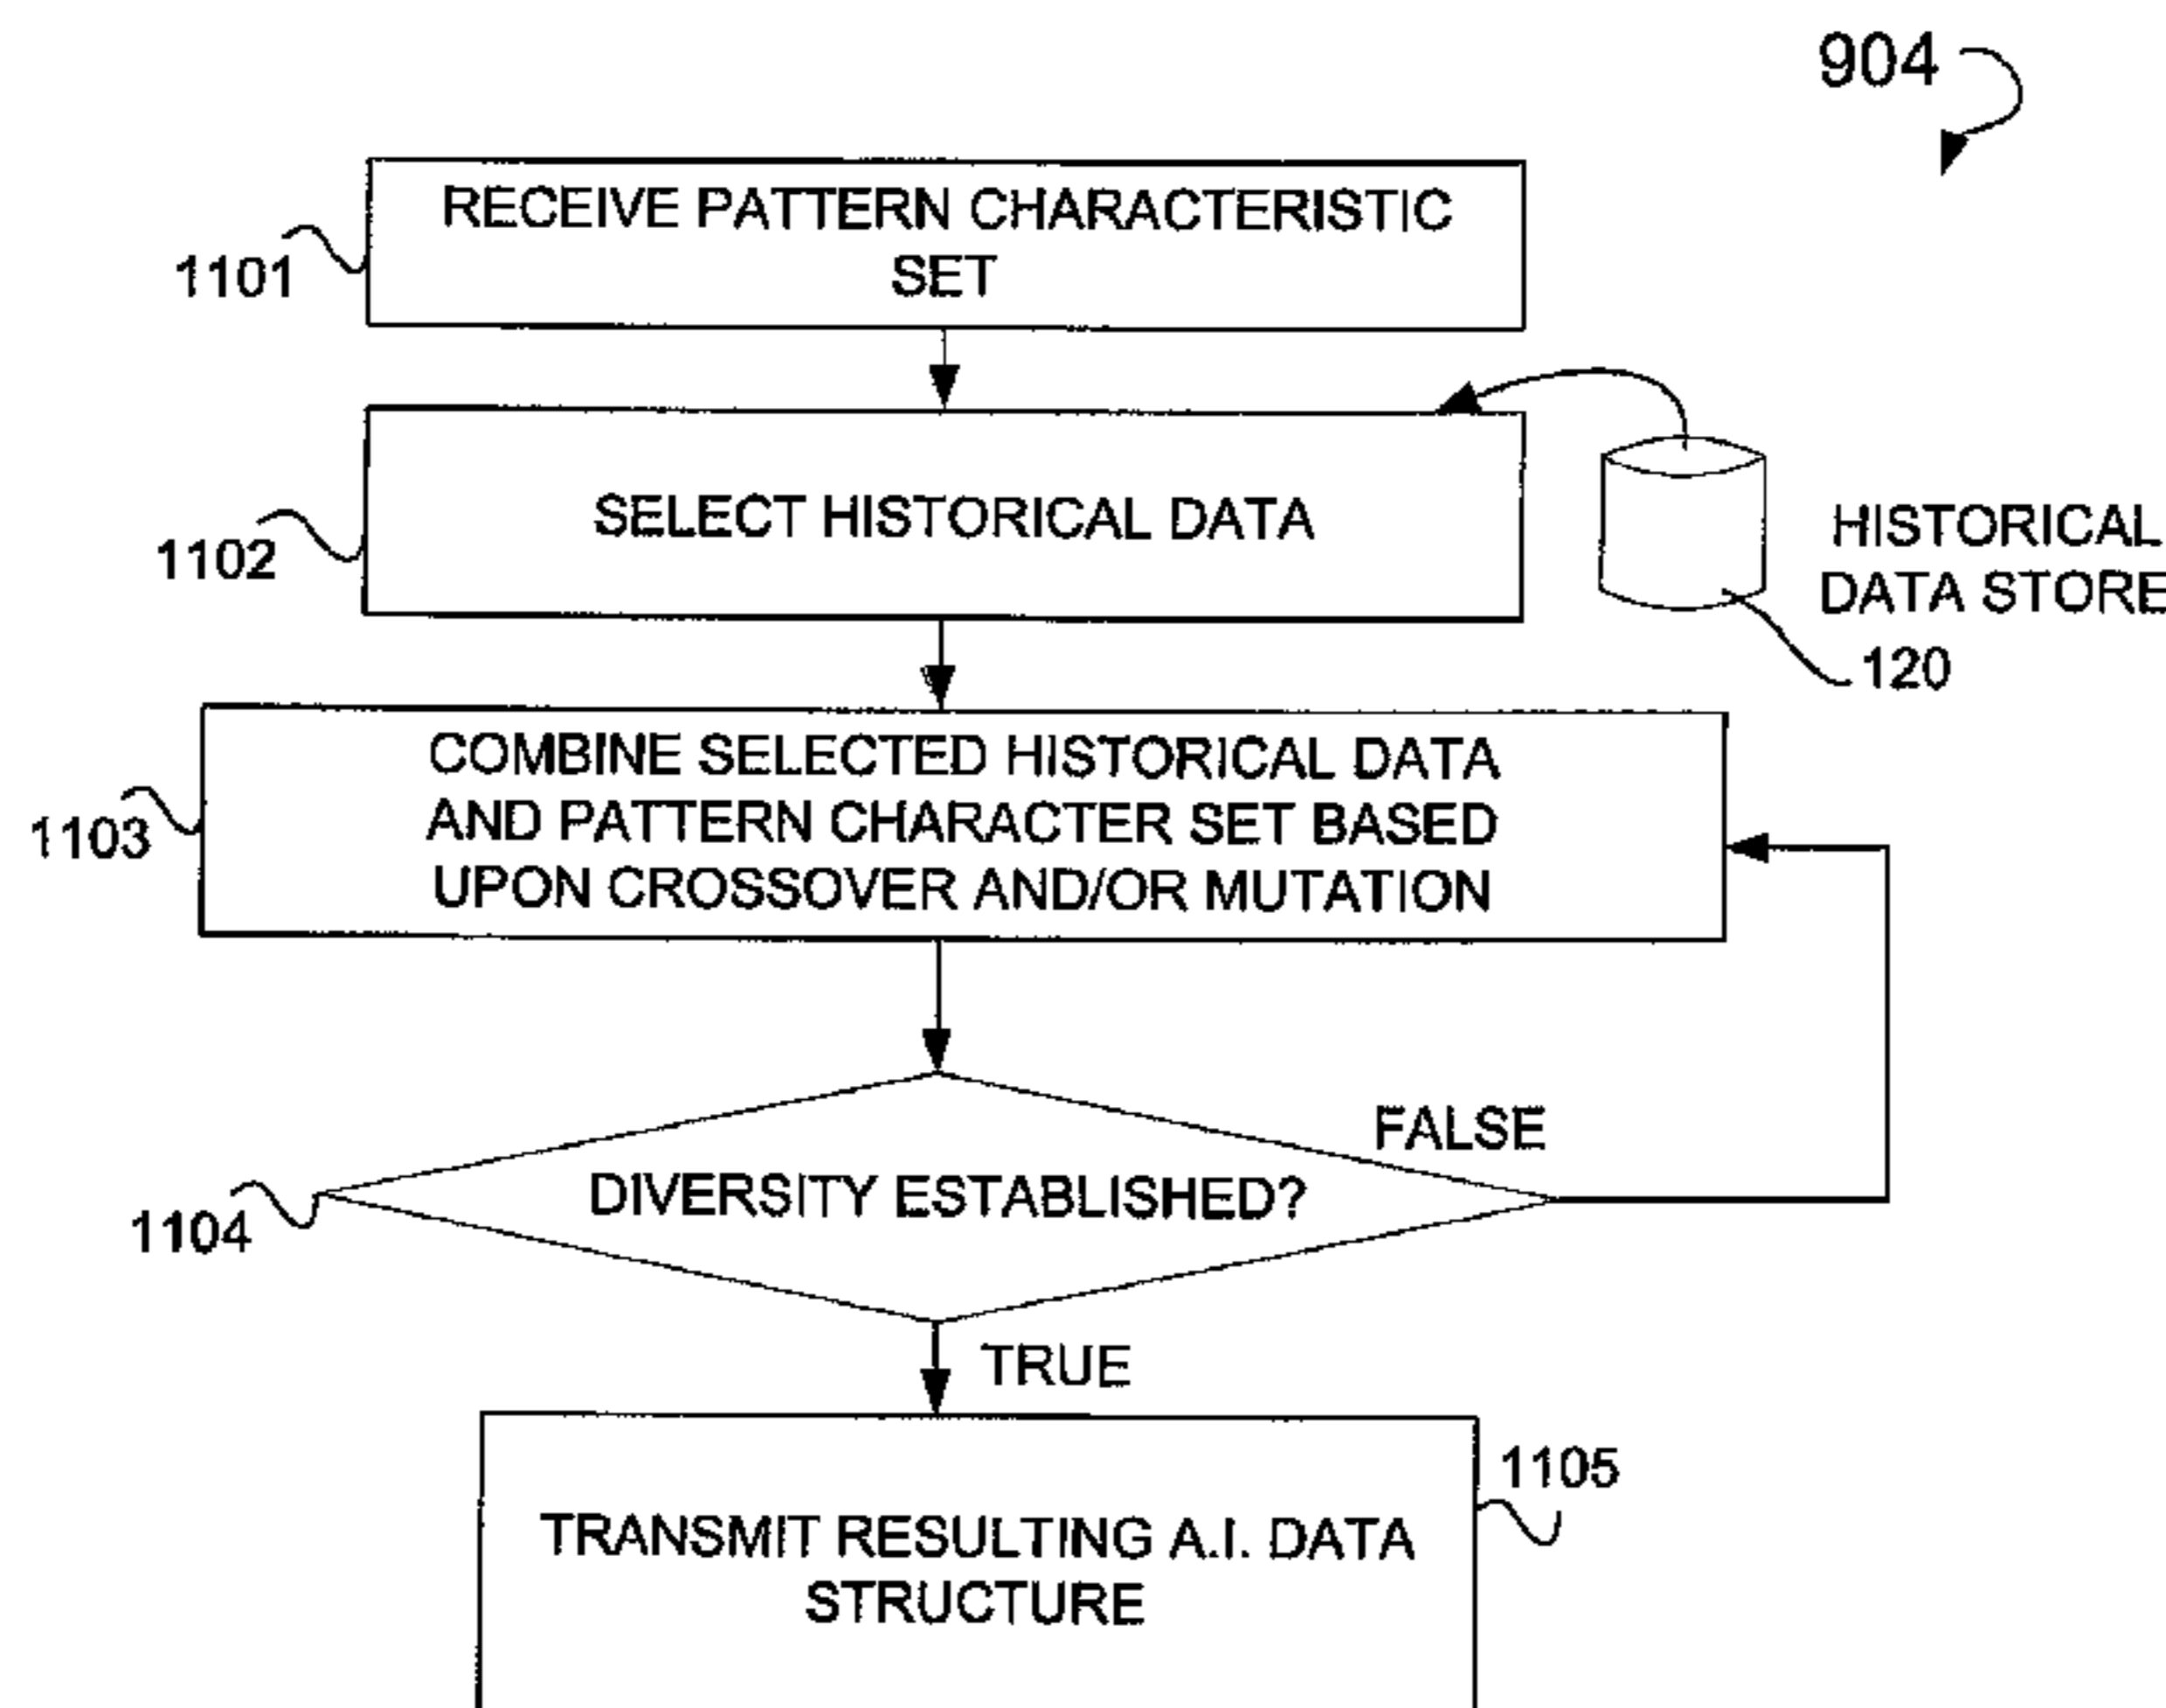 904
RECEIVE PATTERN CHARACTERISTIC
SET
1101
SELECT HISTORICAL DATA
1102
HISTORICAL
DATA STORE
120
COMBINE SELECTED HISTORICAL DATA
AND PATTERN CHARACTER SET BASED
UPON CROSSOVER AND/OR MUTATION
1103
FALSE
DIVERSITY ESTABLISHED?
1104
TRUE
1105
TRANSMIT RESULTING A.I. DATA
STRUCTURE